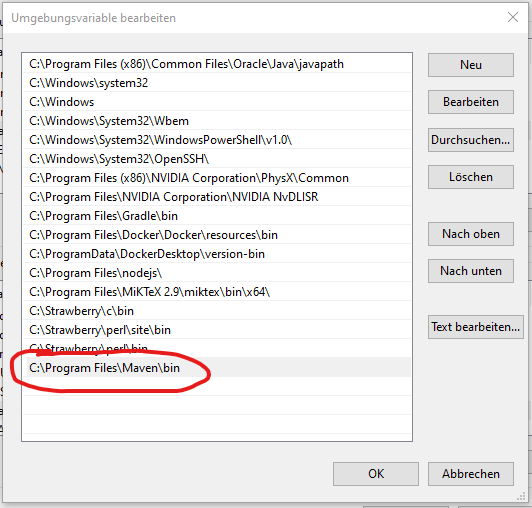 Umgebungsvariable bearbeiten
C:\Program Files (x86)\Common Files\Oracle\Java\javapath
C:\Windows\system32
C:\Windows
C:\Windows\System32\Wbem
C:\Windows\System32\WindowsPowerShell\v1.0\
C:\Windows\System32\OpenSSH\
C:\Program Files (x86)\NVIDIA Corporation\PhysX\Common
C:\Program Files\NVIDIA Corporation\NVIDIA NvDLISR
C:\Program Files\Gradle\bin
C:\Program Files\Docker\Docker\resources\bin
C:\ProgramData\DockerDesktop\version-bin
C:\Program Files\nodejs\
C:\Program Files\MiKTeX 2.9\miktex\bin\x64\
C:\Strawberry\c\bin
C:\Strawberry\perl\site\bin
C:\Strawberry\perl\bin
C:\Program Files\Maven\bin
Neu
Bearbeiten
Durchsuchen...
Löschen
Nach oben
Nach unten
Text bearbeiten...
OK
Abbrechen